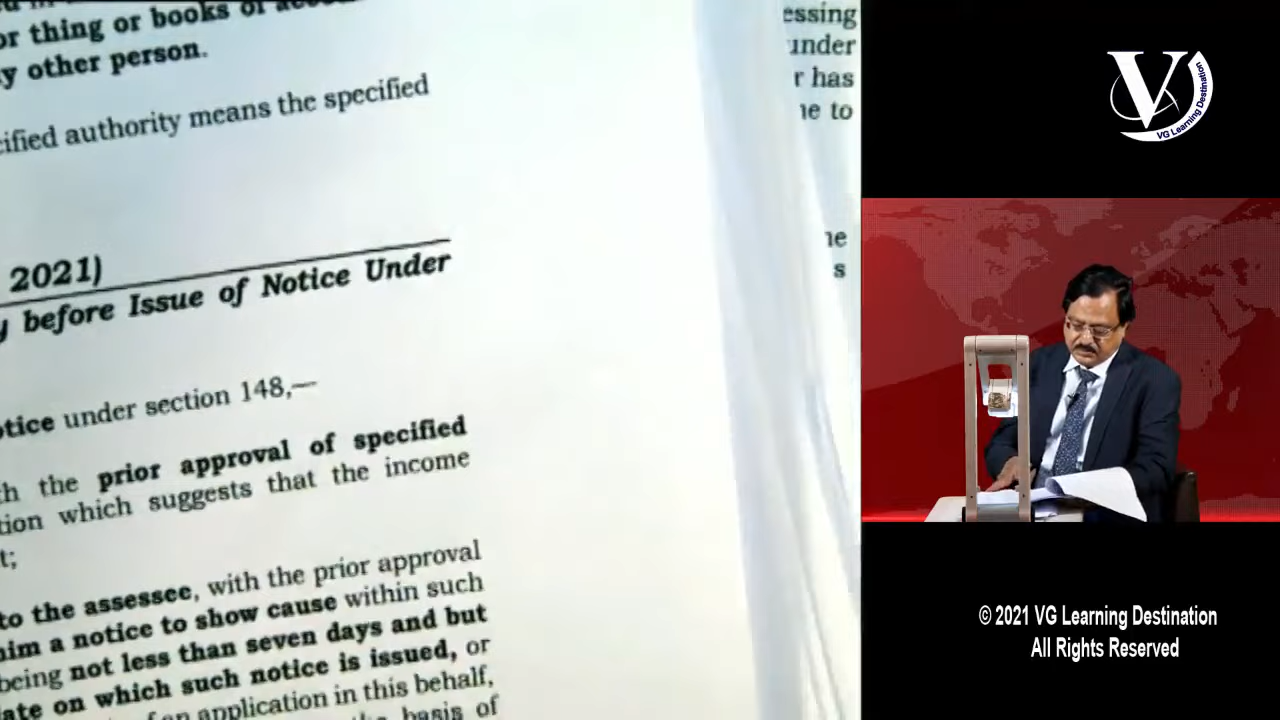 or thing or books of
y other person.
cified authority means the specified
2021)
before Issue of Notice Under
otice under section 148,—
h the prior approval of specified
tion which suggests that the income
t;
to the assessee, with the prior approval
him a notice to show cause within such
being not less than seven days and but
ate on which such notice is issued, or
of an application in this behalf,
basis of
essing
under
r has
ne to
ne
s
V
VG Learning Destination
© 2021 VG Learning Destination
All Rights Reserved